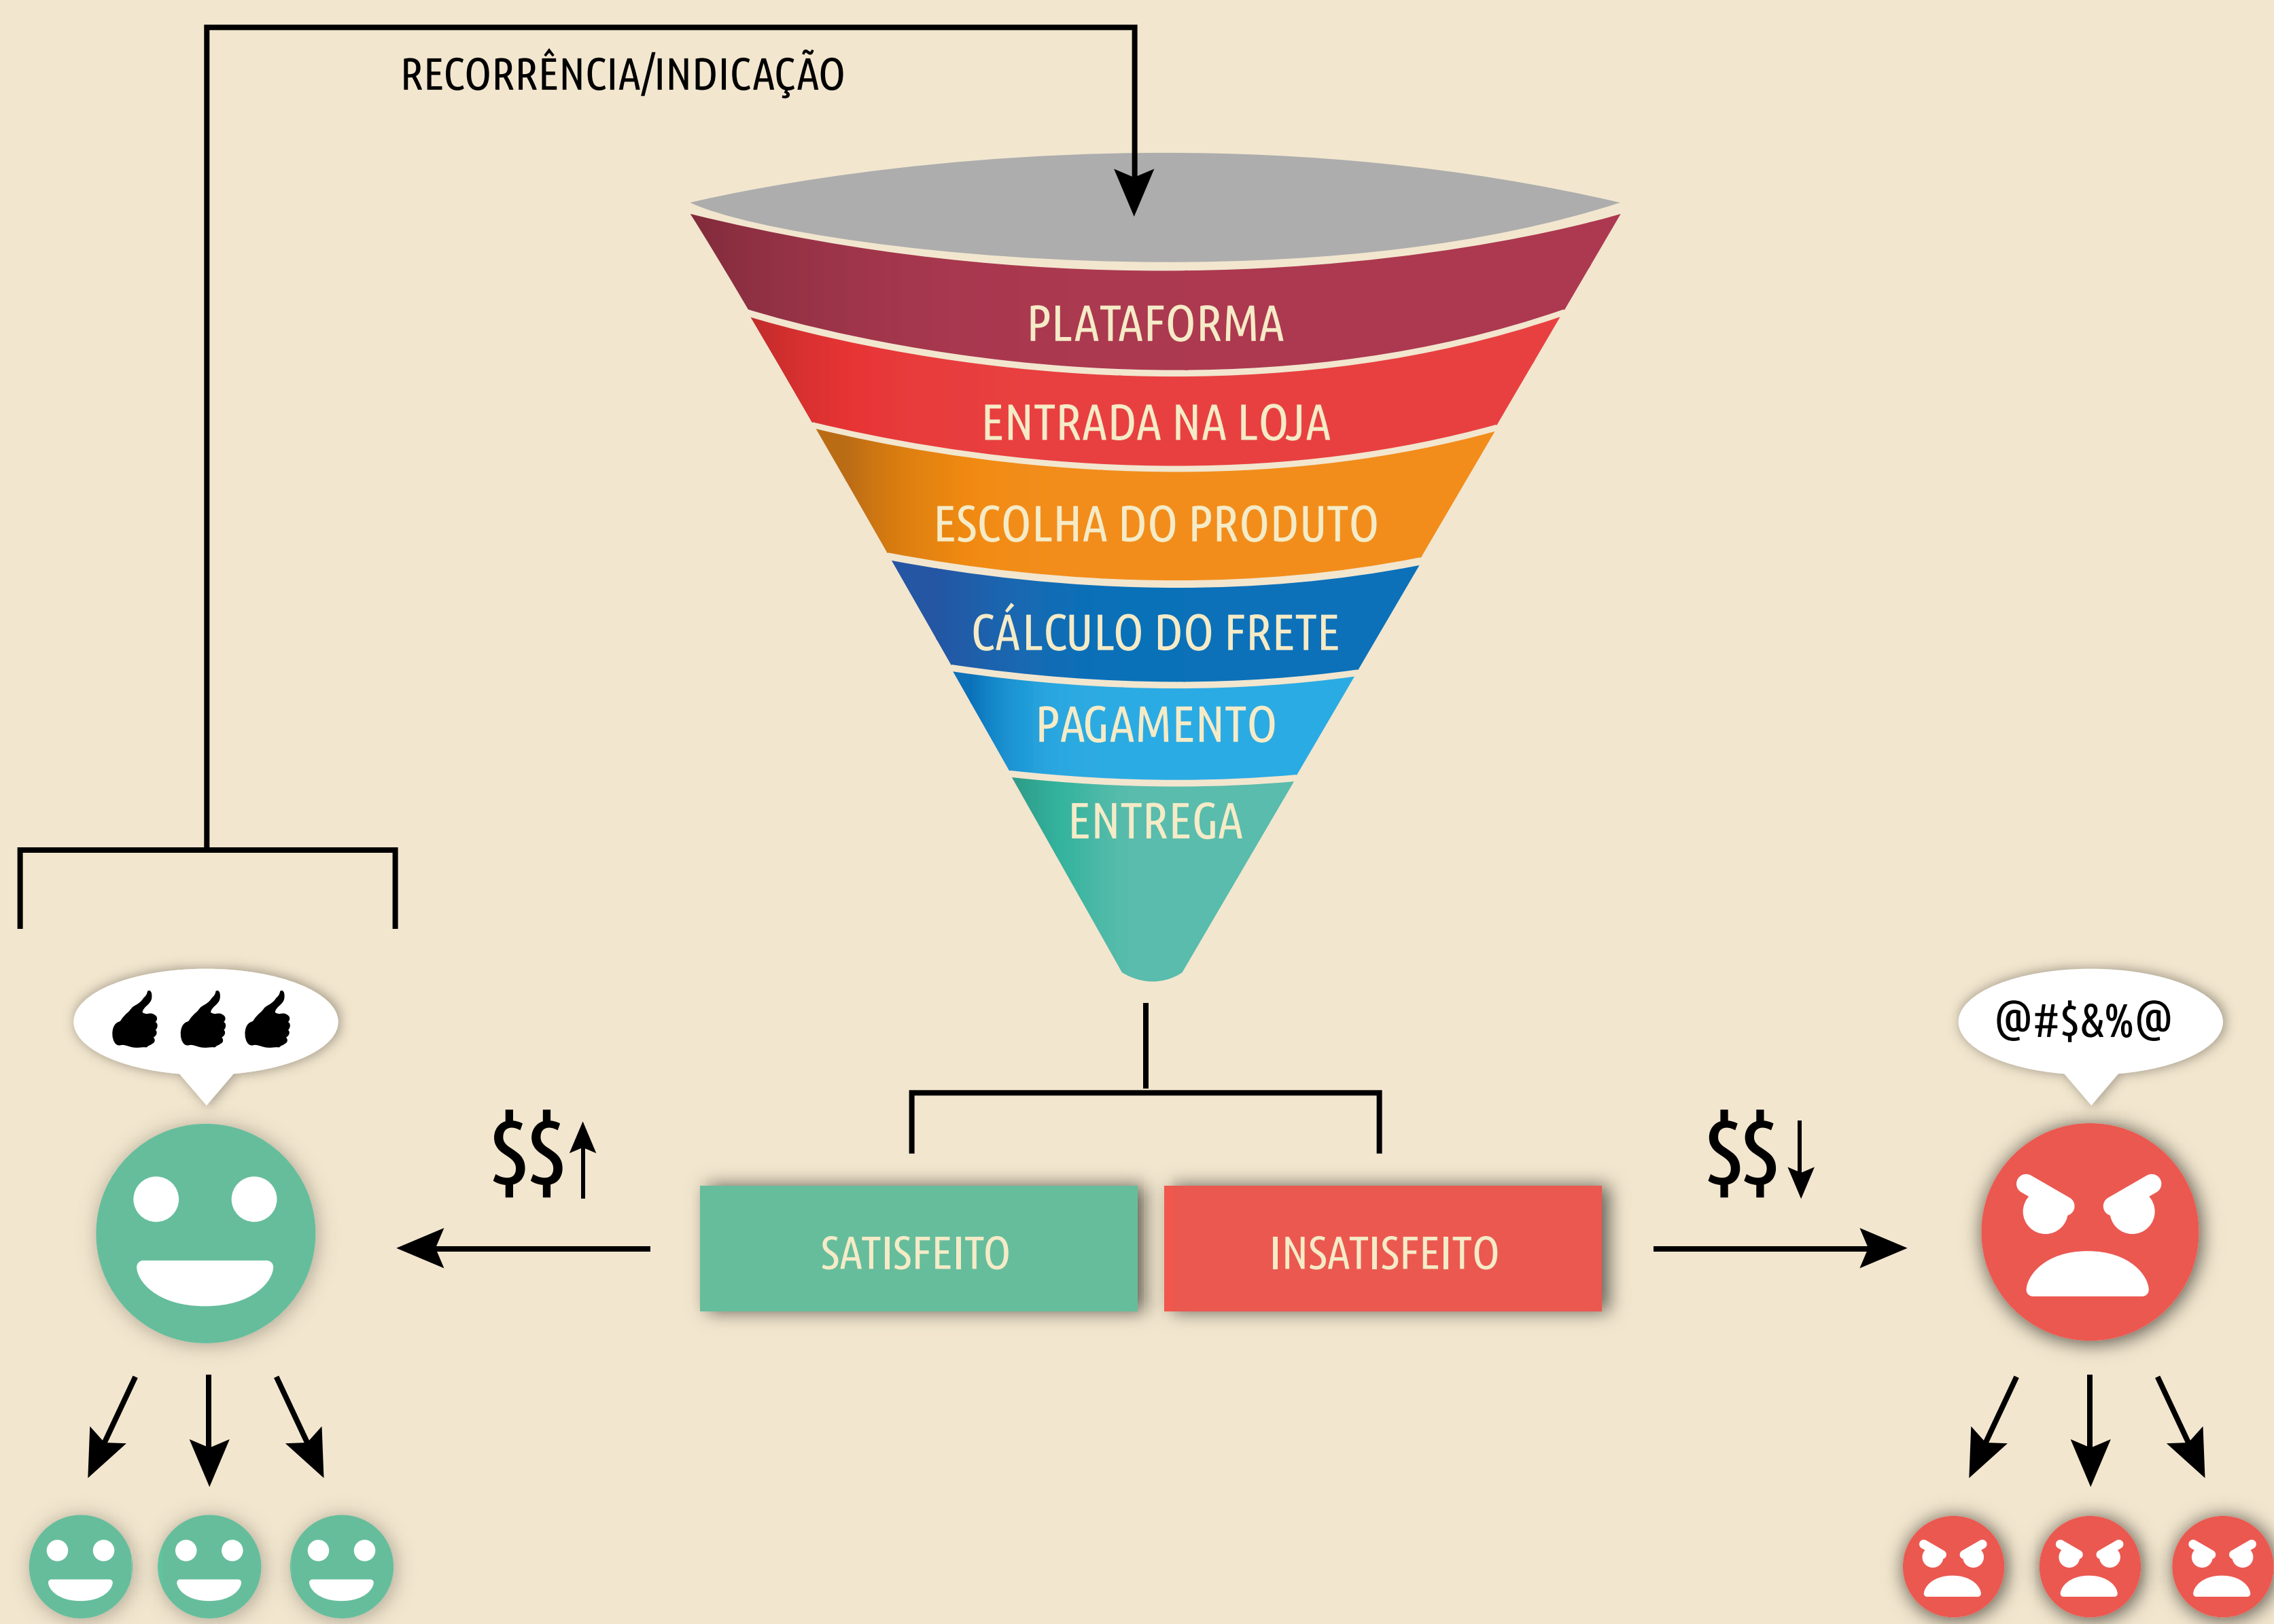 RECORRÊNCIA/INDICAÇÃO
PLATAFORMA
ENTRADA NA LOJA
ESCOLHA DO PRODUTO
CÁLCULO DO FRETE
PAGAMENTO
ENTREGA
@#$&%@
$$
$$
SATISFEITO
INSATISFEITO